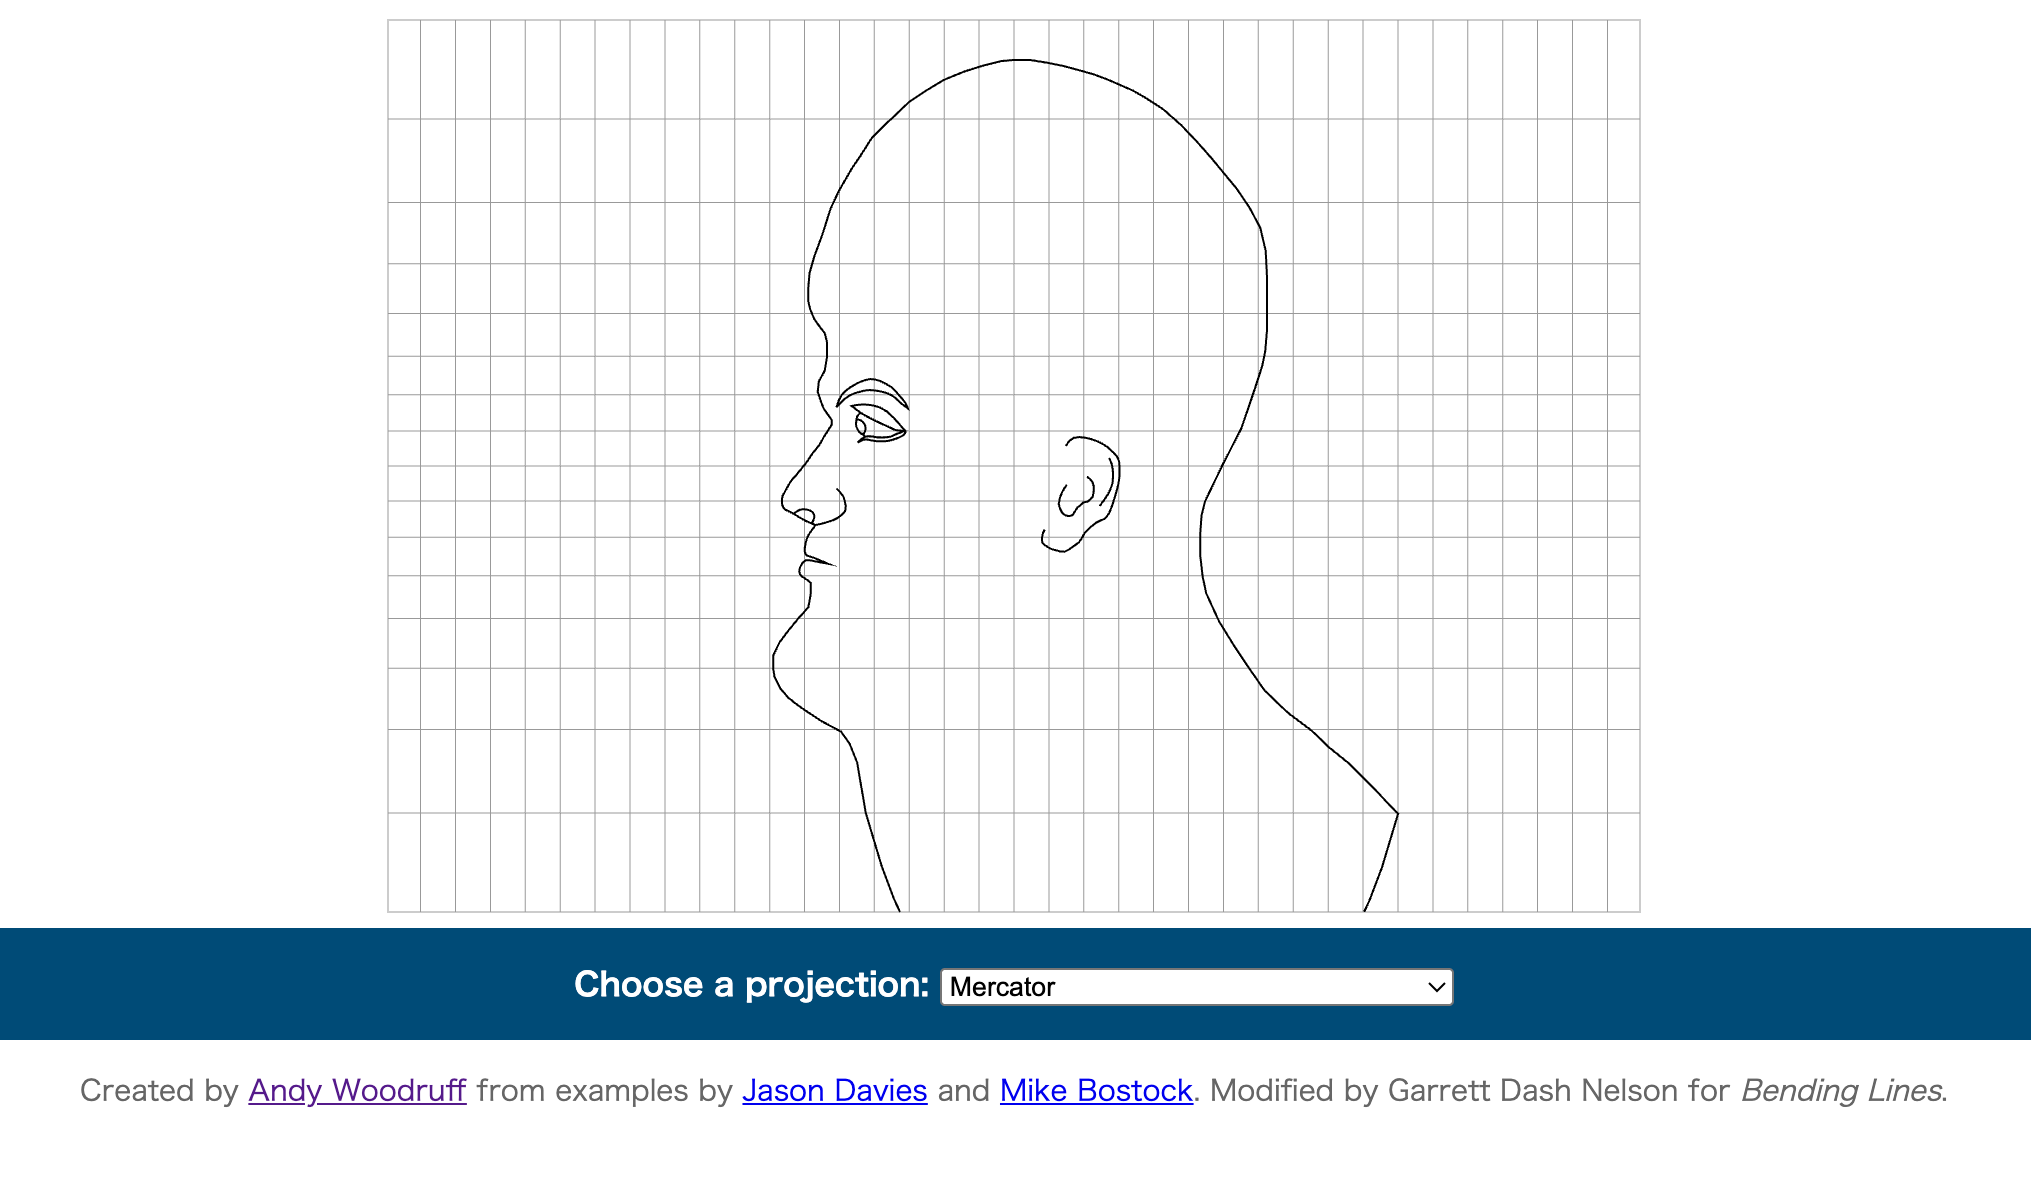 Choose a projection: Mercator
Created by Andy Woodruff from examples by Jason Davies and Mike Bostock. Modified by Garrett Dash Nelson for Bending Lines.